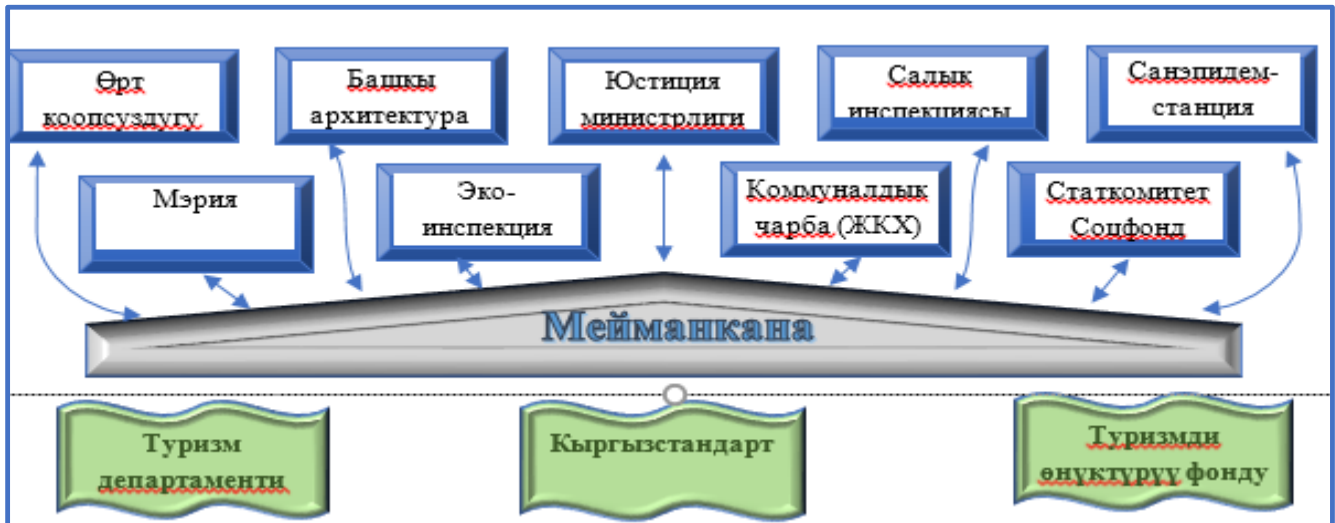 Өрт
коопсуздугу
Башкы
архитектура
Юстиция
министрлиги
Салык
инспекциясы
Санэпидем-
станция
Мэрия
Эко-
инспекция
Коммуналдык
чарба (ЖКХ)
Статкомитет
Соцфонд
Мейманкана
Туризм
департаменти
Кыргызстандарт
Туризмди
өнүктүрүү фонду